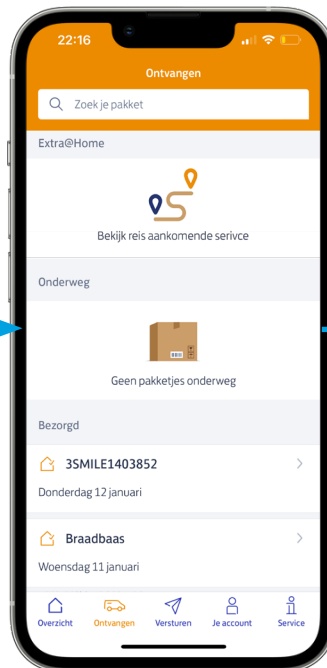 22:16
Ontvangen
Zoek je pakket
Extra@Home
Bekijk reis aankomende serivce
Onderweg
Geen pakketjes onderweg
Bezorgd
3SMILE1403852
Donderdag 12 januari
Braadbaas
Woensdag 11 januari
Overzicht Ontvangen Versturen Je account Service